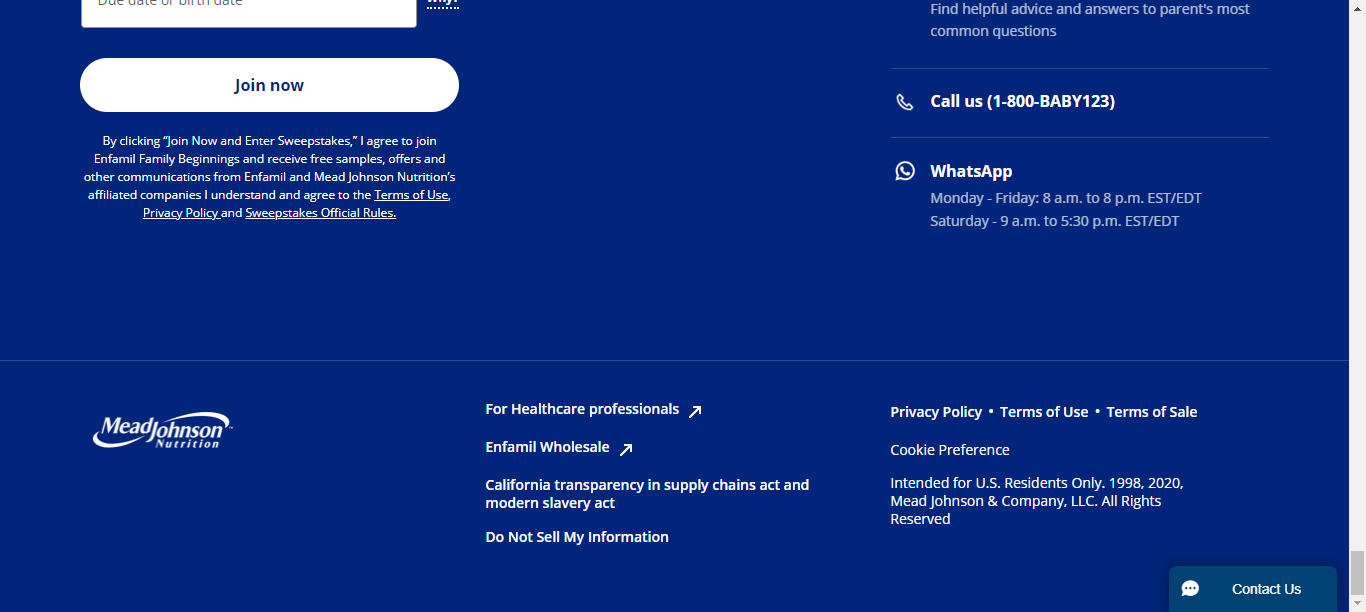 Due date or birth date
Why?
Join now
By clicking “Join Now and Enter Sweepstakes,” I agree to join
Enfamil Family Beginnings and receive free samples, offers and
other communications from Enfamil and Mead Johnson Nutrition’s
affiliated companies I understand and agree to the Terms of Use,
Privacy Policy and Sweepstakes Official Rules.
Find helpful advice and answers to parent's most
common questions
Call us (1-800-BABY123)
WhatsApp
Monday - Friday: 8 a.m. to 8 p.m. EST/EDT
Saturday - 9 a.m. to 5:30 p.m. EST/EDT
MeadJohnson™
Nutrition
For Healthcare professionals
Enfamil Wholesale
California transparency in supply chains act and
modern slavery act
Do Not Sell My Information
Privacy Policy • Terms of Use • Terms of Sale
Cookie Preference
Intended for U.S. Residents Only. 1998, 2020,
Mead Johnson & Company, LLC. All Rights
Reserved
Contact Us